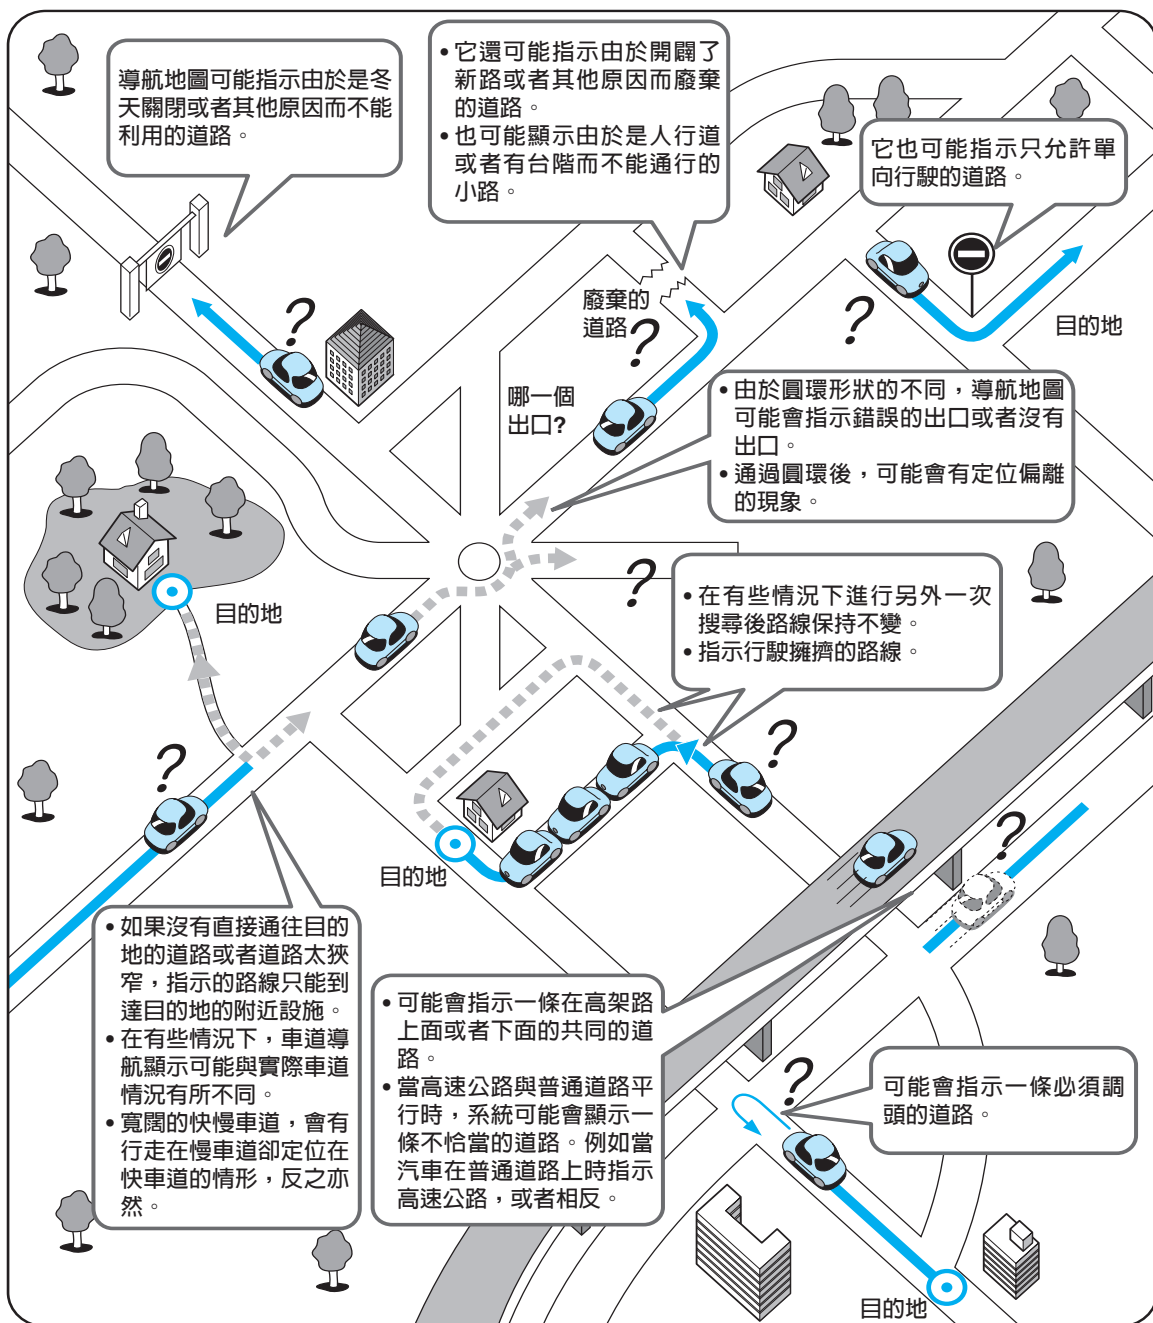 導航地圖可能指示由於是冬
天關閉或者其他原因而不能
利用的道路。
• 它還可能指示由於開闢了
新路或者其他原因而廢棄
的道路。
• 也可能顯示由於是人行道
或者有台階而不能通行的
小路。
它也可能指示只允許單
向行駛的道路。
廢棄的
道路
?
?
?
目的地
哪一個
出口?
• 由於圓環形狀的不同，導航地圖
可能會指示錯誤的出口或者沒有
出口。
• 通過圓環後，可能會有定位偏離
的現象。
?
目的地
• 在有些情況下進行另外一次
搜尋後路線保持不變。
• 指示行駛擁擠的路線。
?
?
目的地
?
• 如果沒有直接通往目的
地的道路或者道路太狹
窄，指示的路線只能到
達目的地的附近設施。
• 在有些情況下，車道導
航顯示可能與實際車道
情況有所不同。
• 寬闊的快慢車道，會有
行走在慢車道卻定位在
快車道的情形，反之亦
然。
• 可能會指示一條在高架路
上面或者下面的共同的道
路。
• 當高速公路與普通道路平
行時，系統可能會顯示一
條不恰當的道路。例如當
汽車在普通道路上時指示
高速公路，或者相反。
?
可能會指示一條必須調
頭的道路。
目的地